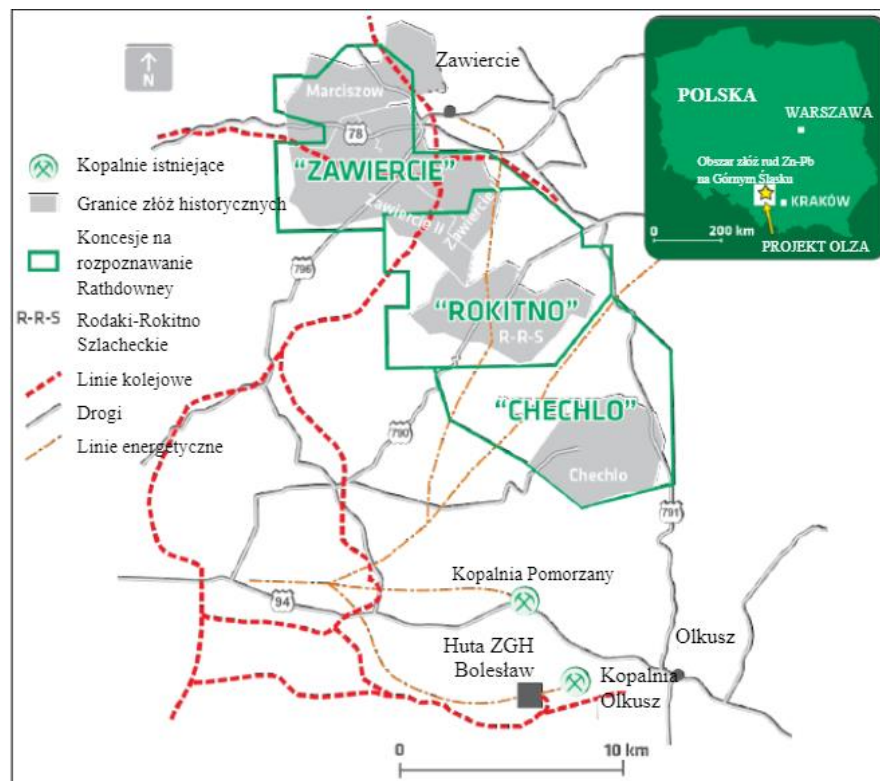 N
Zawiercie
Marciszow
78
"ZAWIERCIE"
Zawiercie II
Zawiercie I
796
"ROKITNO"
R-R-S
"CHECHLO"
790
Chechlo
791
Kopalnia Pomorzany
94
Olkusz
Huta ZGH
Bolesław
Kopalnia
Olkusz
0 10 km
Kopalnie istniejące
Granice złóż historycznych
Koncesje na
rozpoznawanie
Rathdowney
R-R-S Rodaki-Rokitno
Szlacheckie
Linie kolejowe
Drogi
Linie energetyczne
POLSKA
WARSZAWA
Obszar złóż rud Zn-Pb
na Górnym Śląsku
KRAKÓW
0 200 km
PROJEKT OLZA